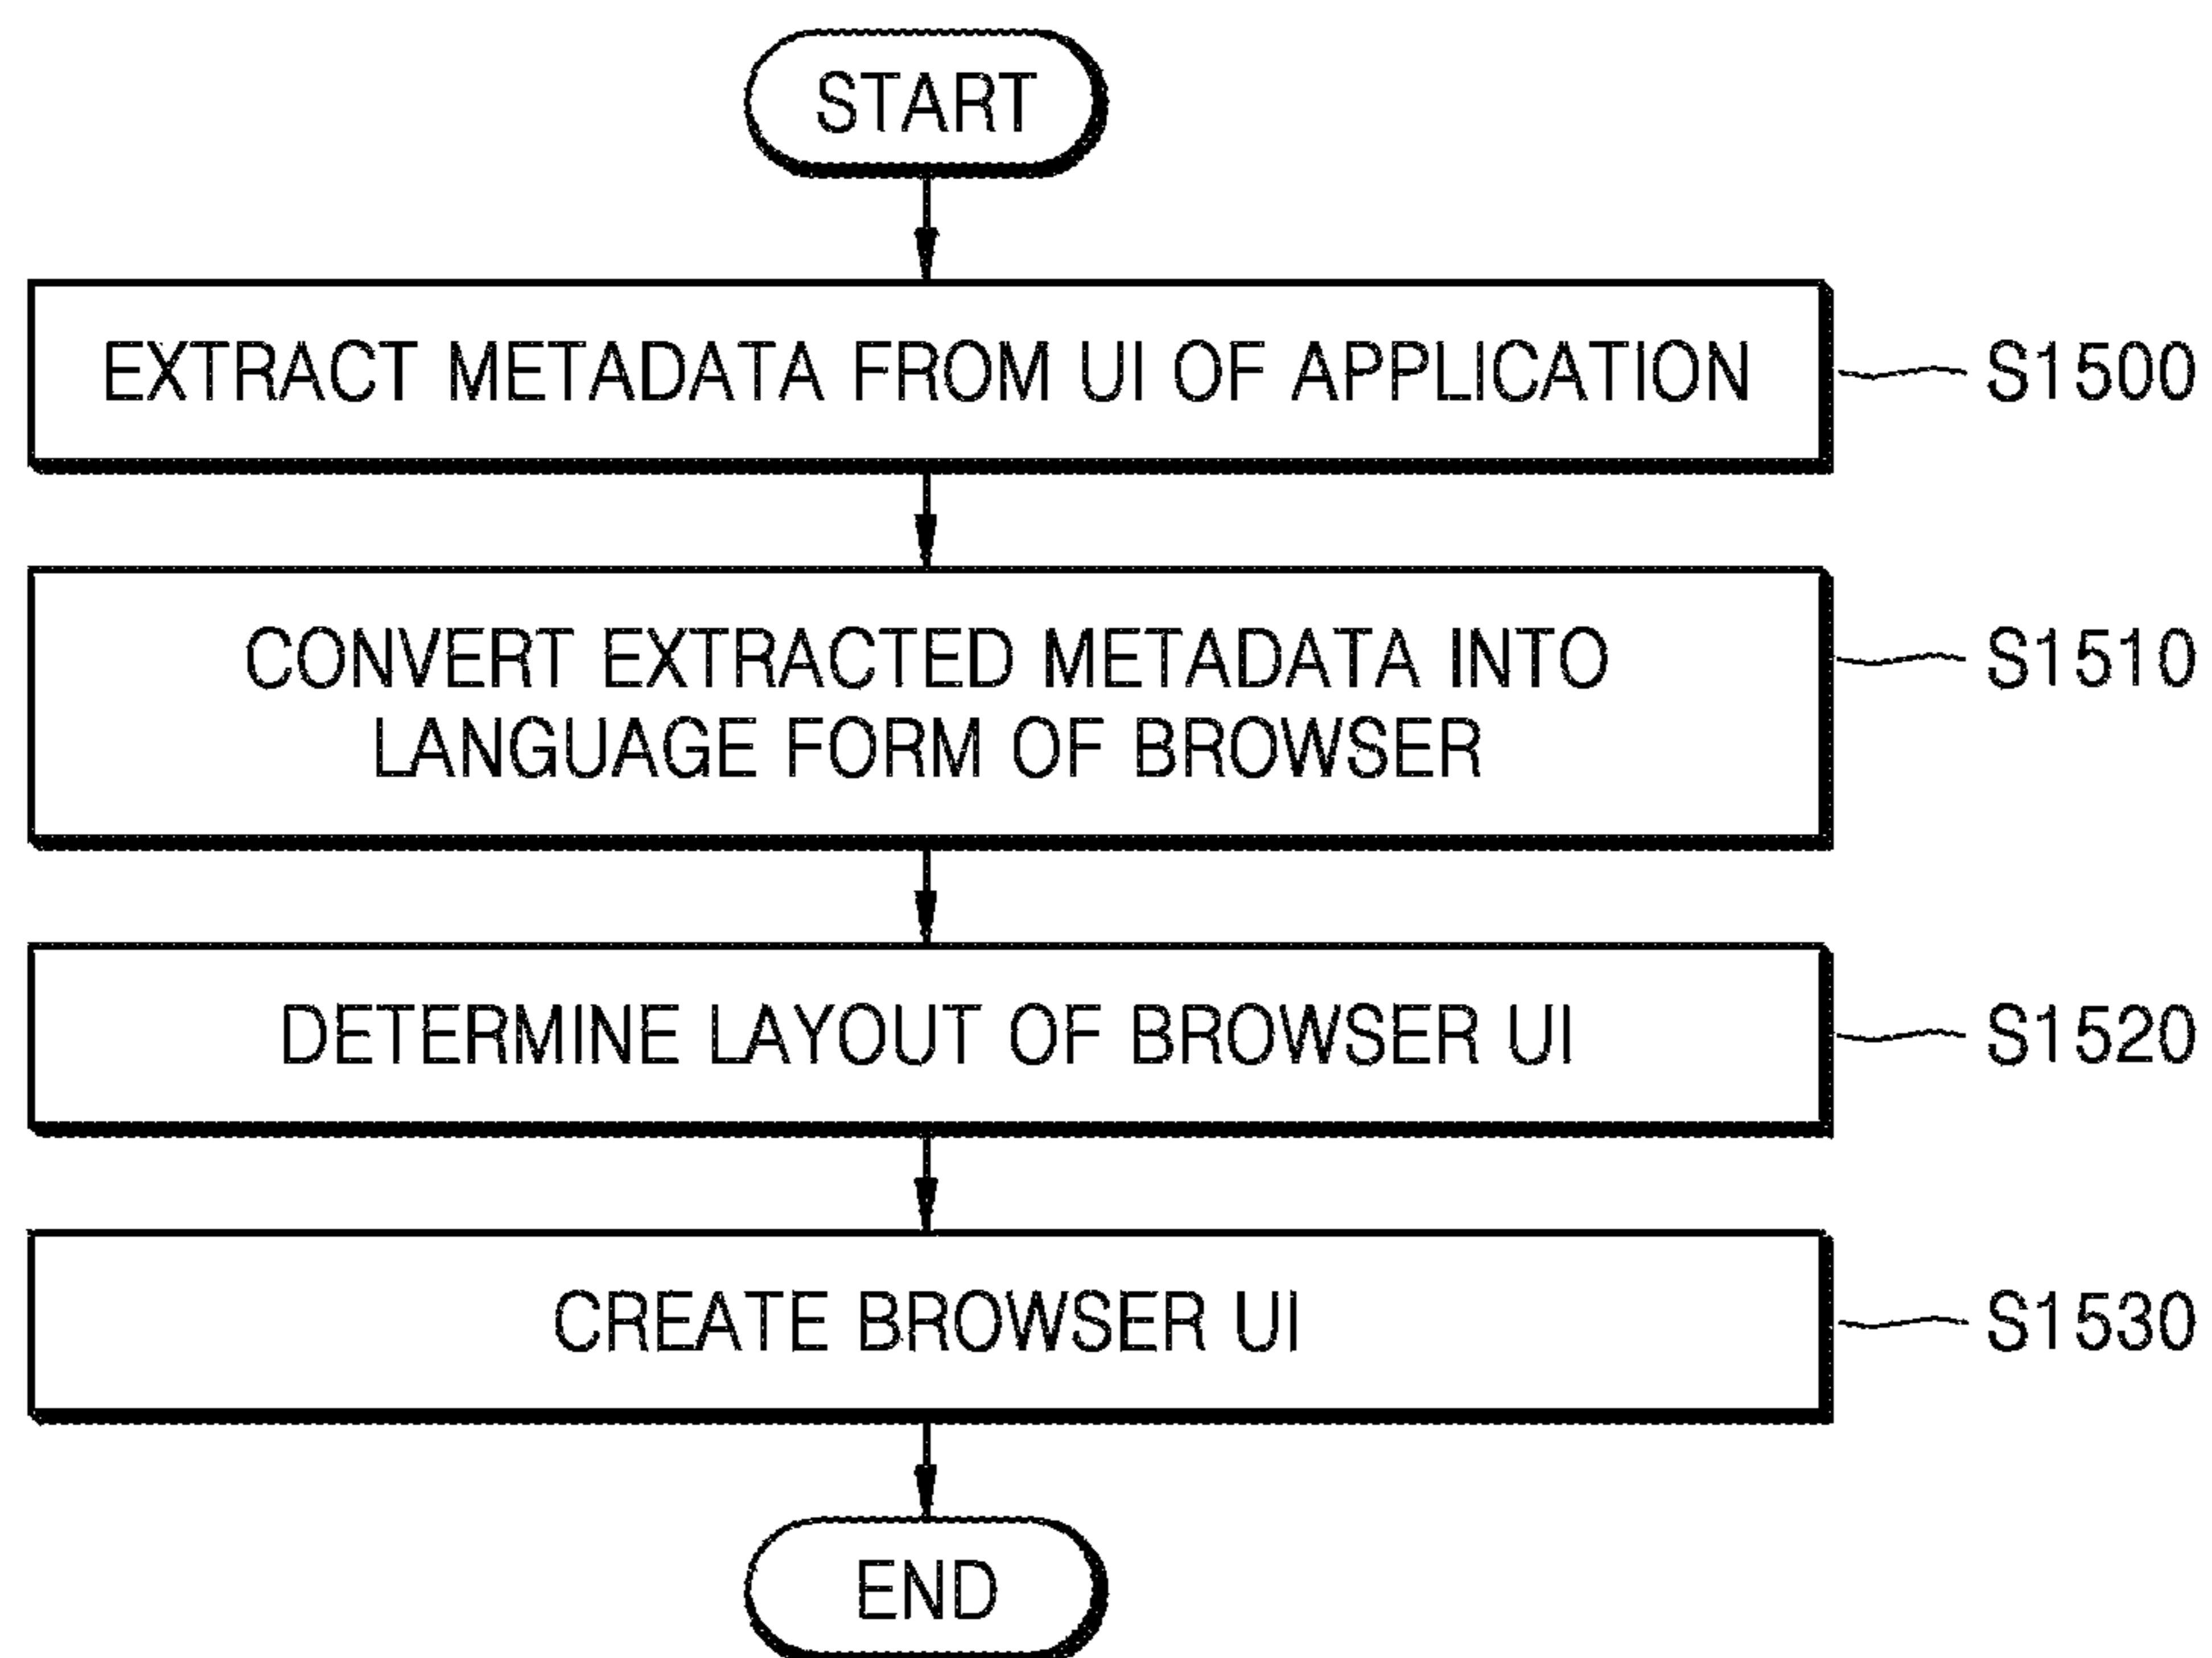 START
EXTRACT METADATA FROM UI OF APPLICATION
S1500
CONVERT EXTRACTED METADATA INTO
LANGUAGE FORM OF BROWSER
S1510
DETERMINE LAYOUT OF BROWSER UI
S1520
CREATE BROWSER UI
S1530
END